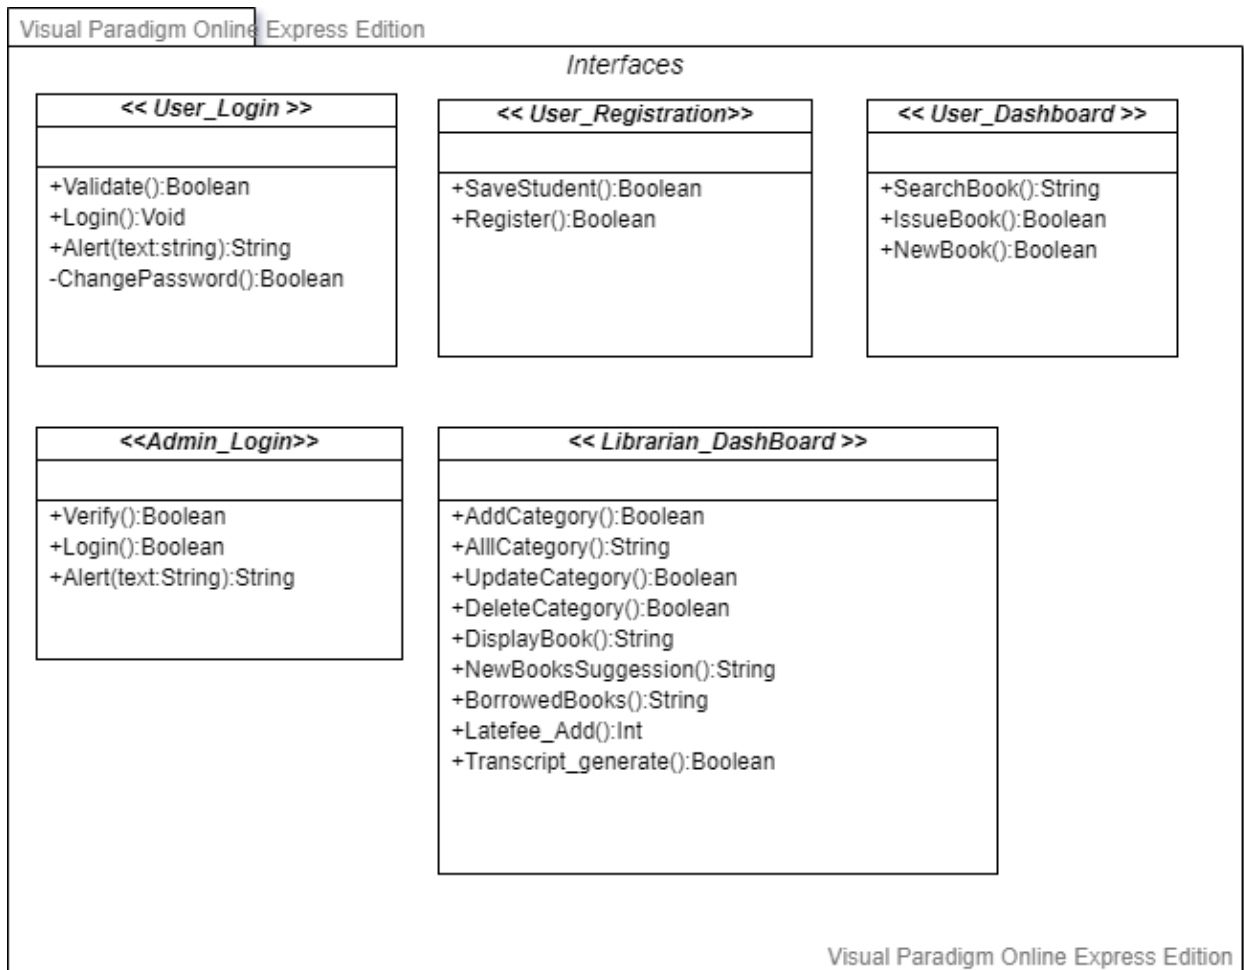 Visual Paradigm Online Express Edition
Interfaces
<< User_Login >>
+Validate():Boolean
+Login():Void
+Alert(text:string):String
-ChangePassword():Boolean
<< User_Registration>>
+SaveStudent():Boolean
+Register():Boolean
<< User_Dashboard >>
+SearchBook():String
+IssueBook():Boolean
+NewBook():Boolean
<<Admin_Login>>
+Verify():Boolean
+Login():Boolean
+Alert(text:String):String
<< Librarian_DashBoard >>
+AddCategory():Boolean
+AlllCategory():String
+UpdateCategory():Boolean
+DeleteCategory():Boolean
+DisplayBook():String
+NewBooksSuggession():String
+BorrowedBooks():String
+Latefee_Add():Int
+Transcript_generate():Boolean
Visual Paradigm Online Express Edition